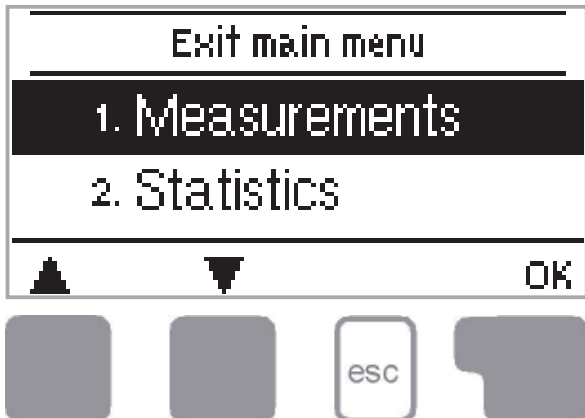 Exit main menu
1. Measurements
2. Statistics
OK
esc